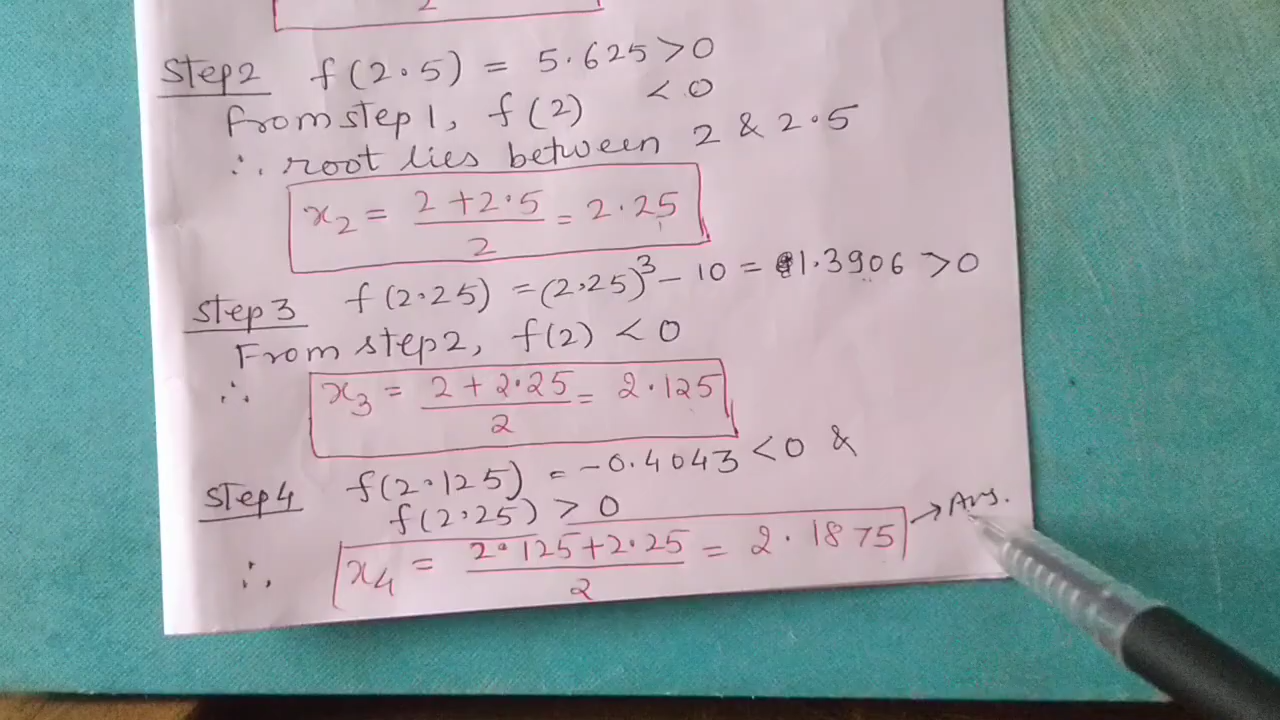 2
Step2 f(2.5) = 5.625 > 0
From step 1, f(2) < 0
∴ root lies between 2 & 2.5
x₂ = (2 + 2.5)/2 = 2.25
Step 3 f(2.25) = (2.25)³ - 10 = 1.3906 > 0
From step2, f(2) < 0
∴ x₃ = (2 + 2.25)/2 = 2.125
Step4 f(2.125) = -0.4043 < 0 &
f(2.25) > 0
∴ x₄ = (2.125 + 2.25)/2 = 2.1875 → Ans.